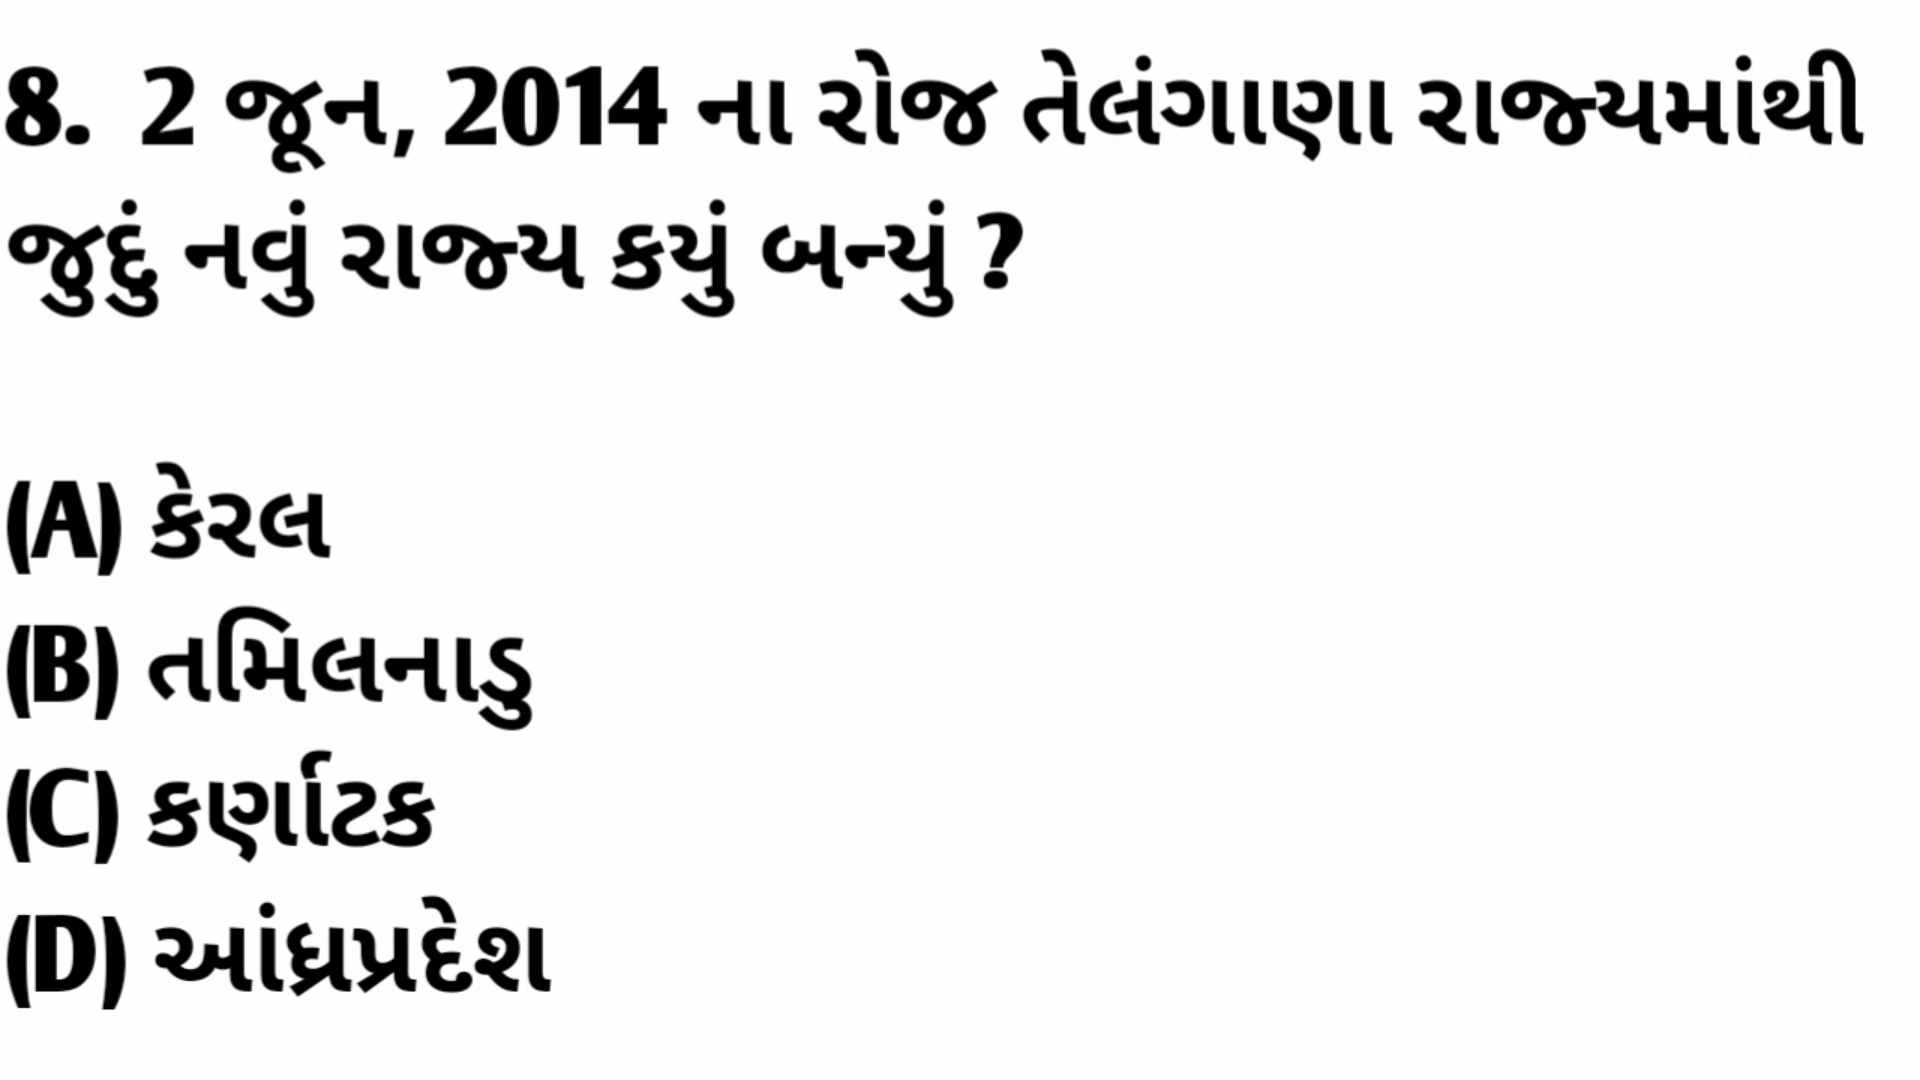 8. 2 જૂન, 2014 ના રોજ તેલંગાણા રાજ્યમાંથી
જુદું નવું રાજ્ય કયું બન્યું ?
(A) કેરલ
(B) તમિલનાડુ
(C) કર્ણાટક
(D) આંધ્રપ્રદેશ